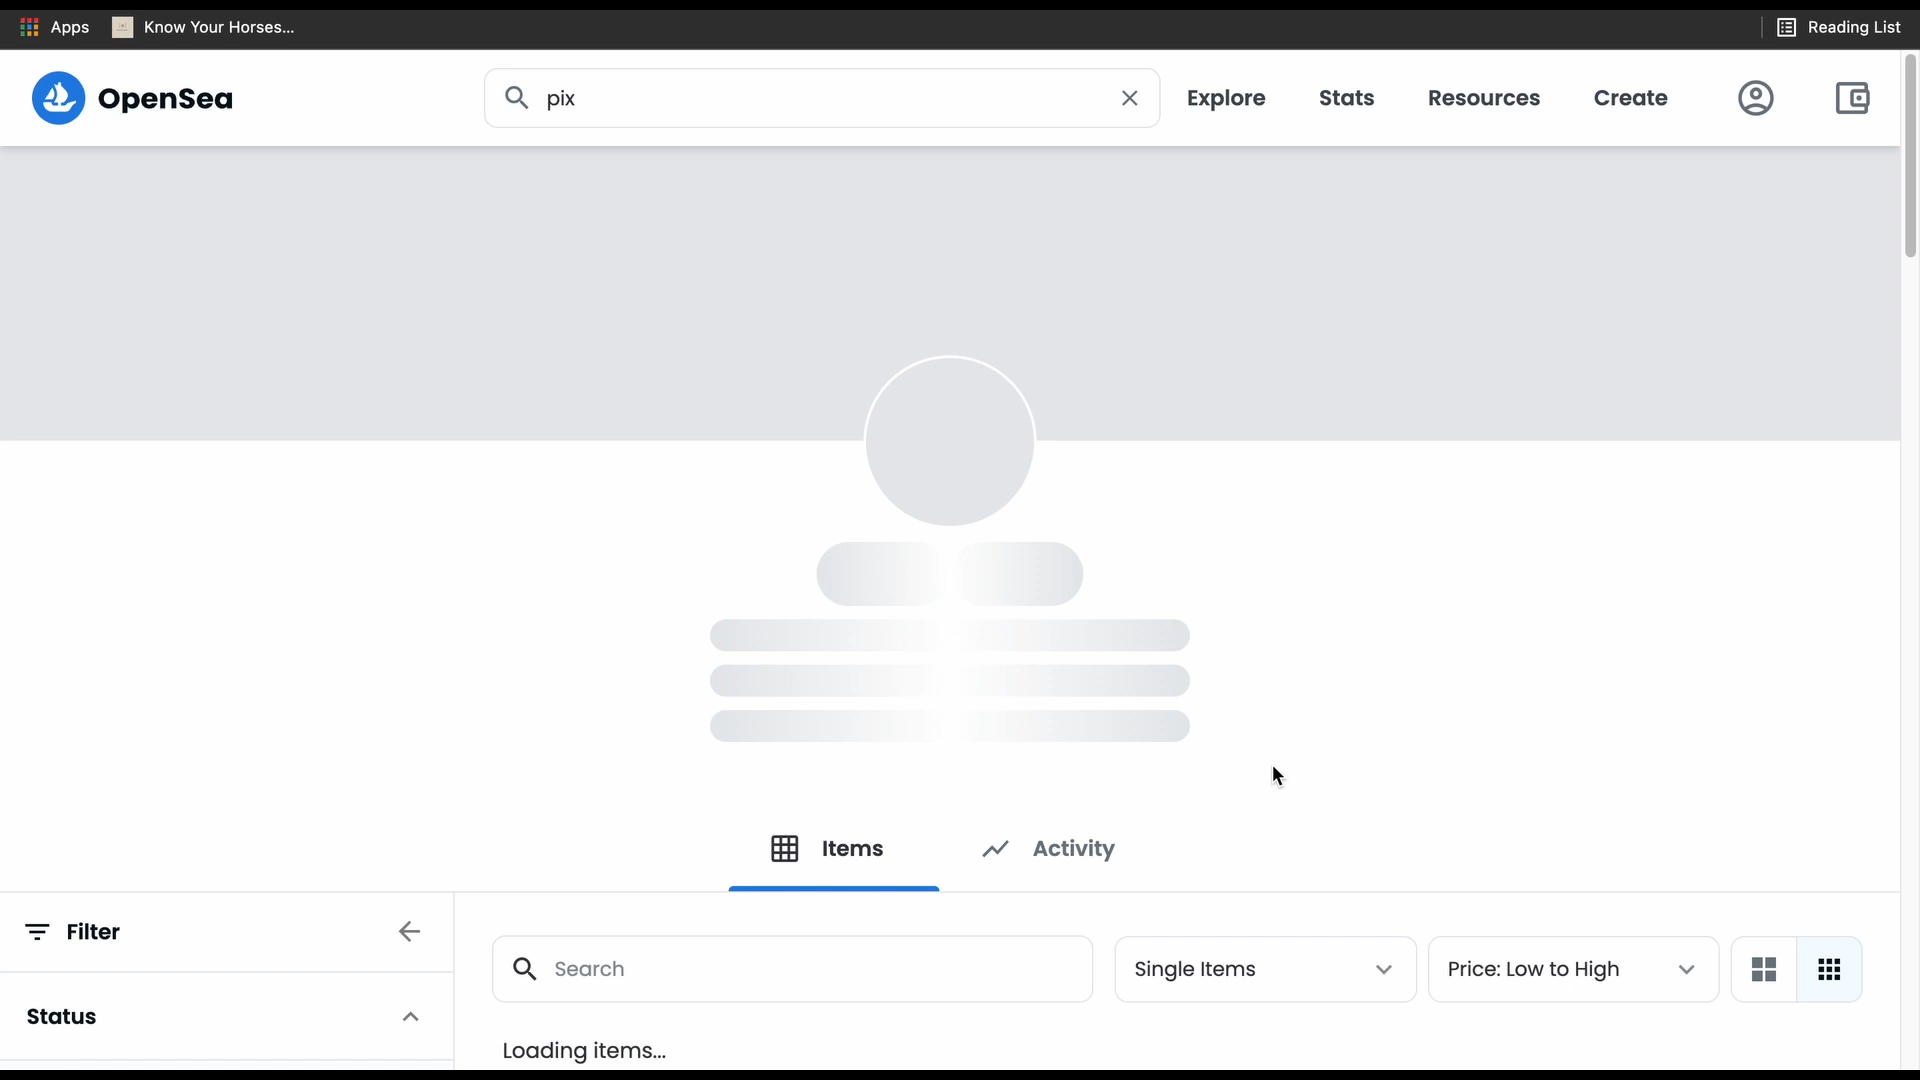 Apps Know Your Horses... Reading List
OpenSea pix Explore Stats Resources Create
Items Activity
Filter
Search Single Items Price: Low to High
Status
Loading items...